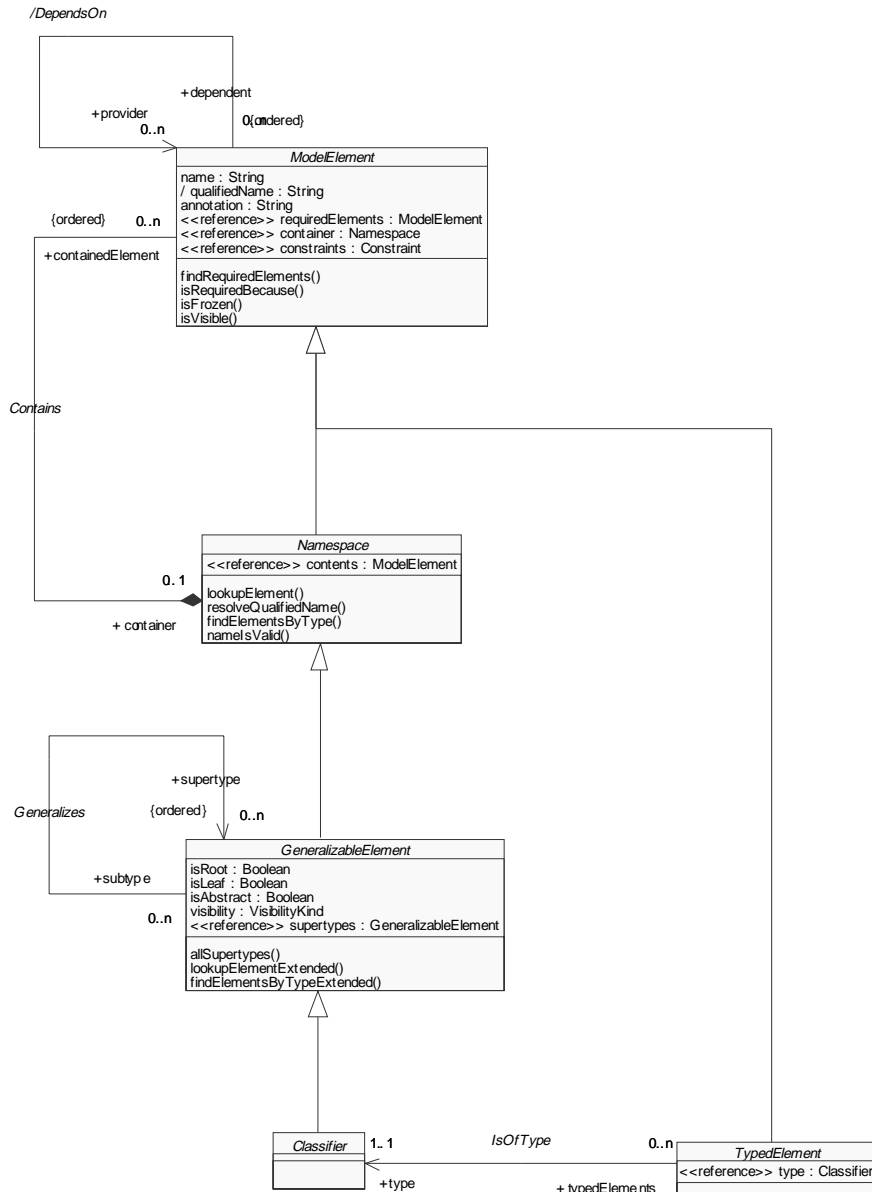 /DependsOn
+dependent
+provider
0..n
{ordered}
ModelElement
name : String
/ qualifiedName : String
annotation : String
<<reference>> requiredElements : ModelElement
<<reference>> container : Namespace
<<reference>> constraints : Constraint
findRequiredElements()
isRequiredBecause()
isFrozen()
isVisible()
{ordered}
0..n
+containedElement
Contains
Namespace
<<reference>> contents : ModelElement
lookupElement()
resolveQualifiedName()
findElementsByType()
nameIsValid()
0..1
+ container
+supertype
{ordered}
0..n
Generalizes
+subtype
0..n
GeneralizableElement
isRoot : Boolean
isLeaf : Boolean
isAbstract : Boolean
visibility : VisibilityKind
<<reference>> supertypes : GeneralizableElement
allSupertypes()
lookupElementExtended()
findElementsByTypeExtended()
Classifier
1..1
IsOfType
0..n
+type
+ typedElements
TypedElement
<<reference>> type : Classifier